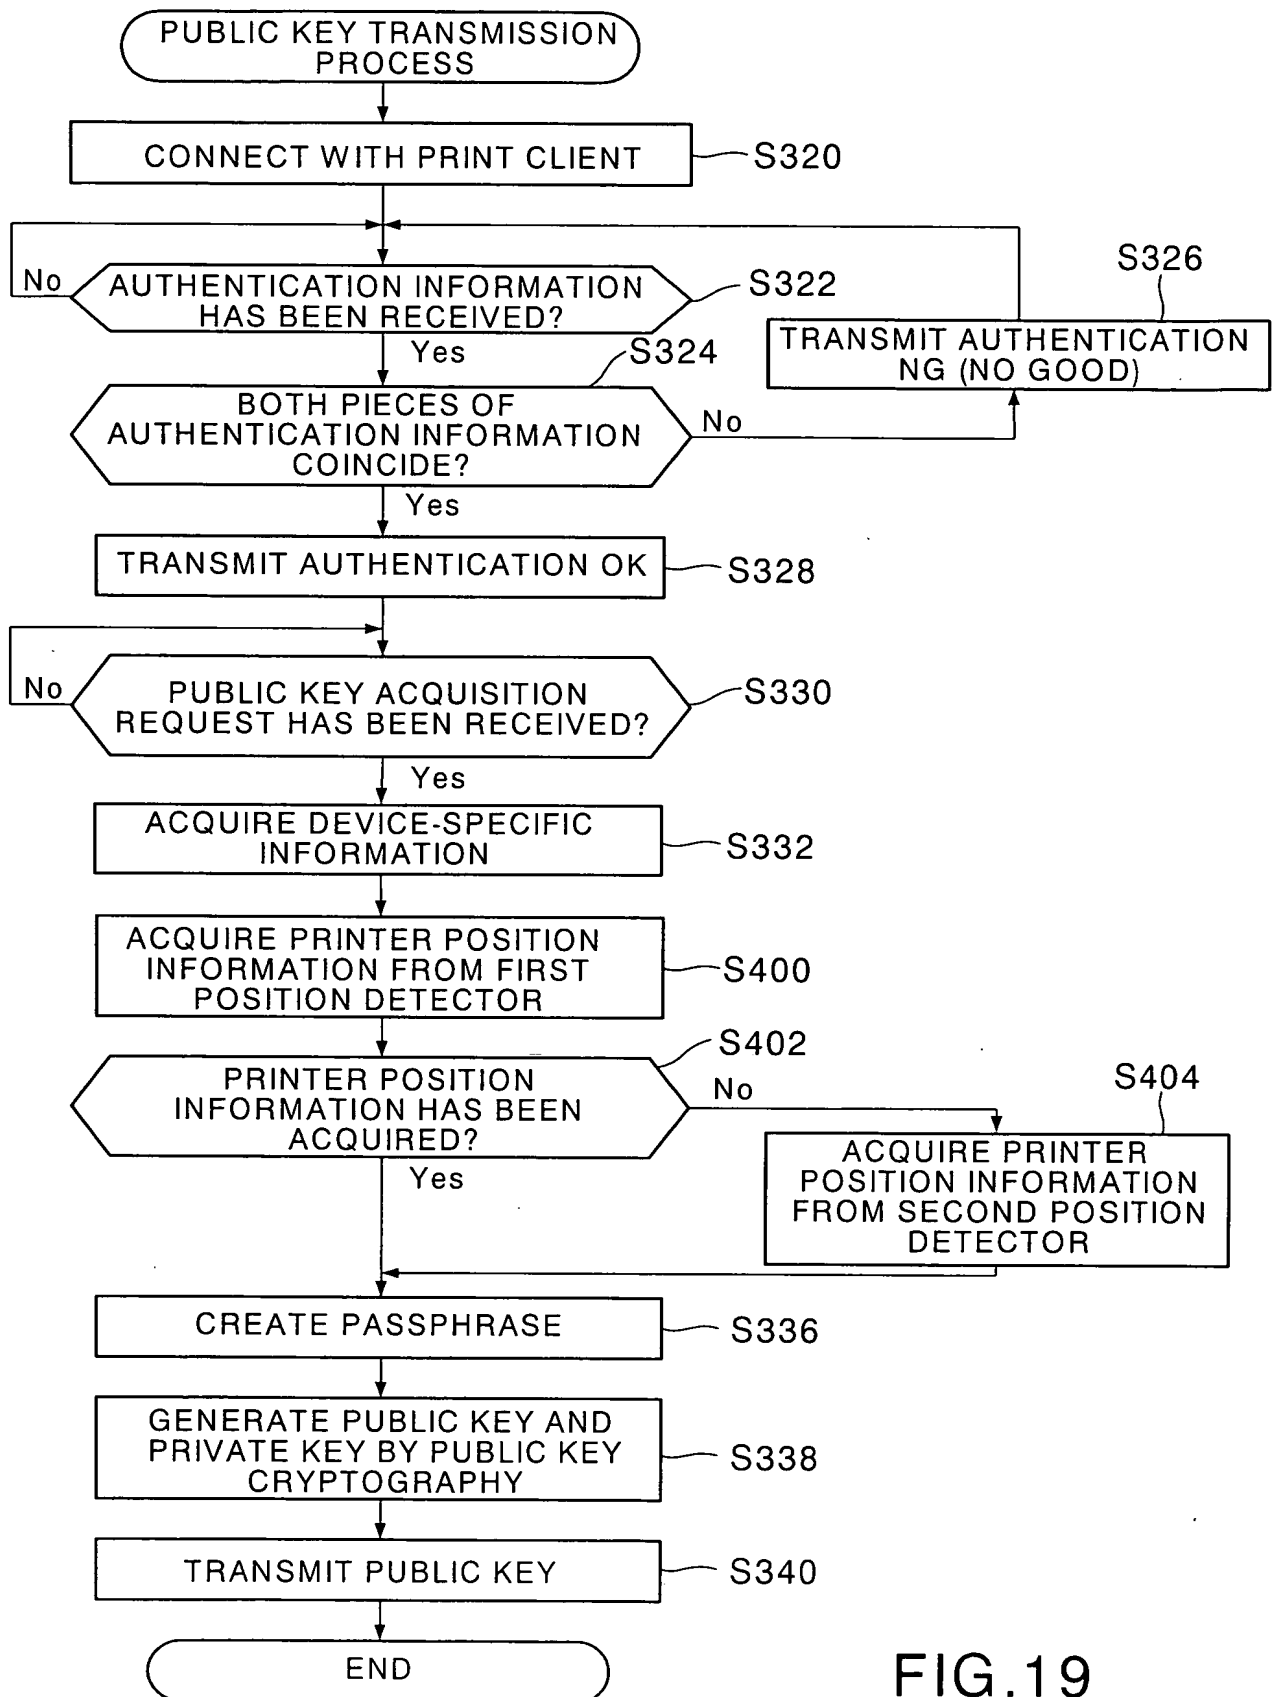 PUBLIC KEY TRANSMISSION
PROCESS
CONNECT WITH PRINT CLIENT
S320
No
AUTHENTICATION INFORMATION
HAS BEEN RECEIVED?
S322
Yes
S326
TRANSMIT AUTHENTICATION
NG (NO GOOD)
S324
BOTH PIECES OF
AUTHENTICATION INFORMATION
COINCIDE?
No
Yes
TRANSMIT AUTHENTICATION OK
S328
No
PUBLIC KEY ACQUISITION
REQUEST HAS BEEN RECEIVED?
S330
Yes
ACQUIRE DEVICE-SPECIFIC
INFORMATION
S332
ACQUIRE PRINTER POSITION
INFORMATION FROM FIRST
POSITION DETECTOR
S400
S402
PRINTER POSITION
INFORMATION HAS BEEN
ACQUIRED?
No
Yes
S404
ACQUIRE PRINTER
POSITION INFORMATION
FROM SECOND POSITION
DETECTOR
CREATE PASSPHRASE
S336
GENERATE PUBLIC KEY AND
PRIVATE KEY BY PUBLIC KEY
CRYPTOGRAPHY
S338
TRANSMIT PUBLIC KEY
S340
END
FIG.19